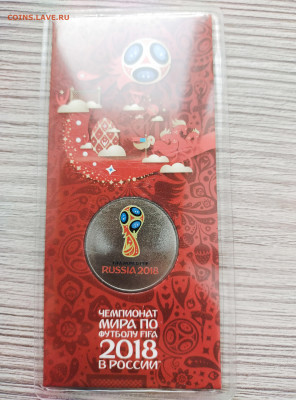 COINS.LAVE.RU
RUSSIA 2018
ЧЕМПИОНАТ
МИРА ПО
ФУТБОЛУ FIFA
2018
В РОССИИ